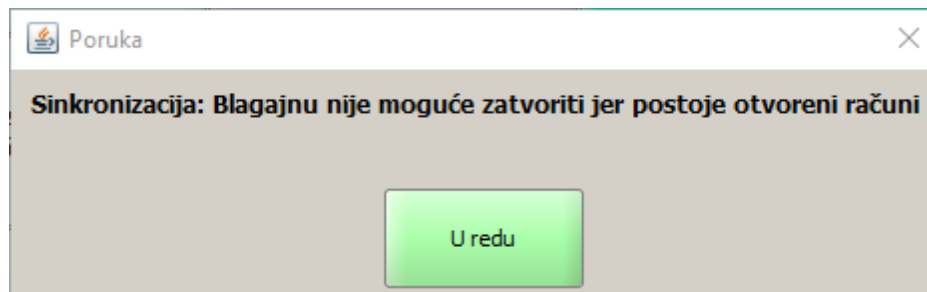 Poruka
Sinkronizacija: Blagajnu nije moguće zatvoriti jer postoje otvoreni računi
U redu